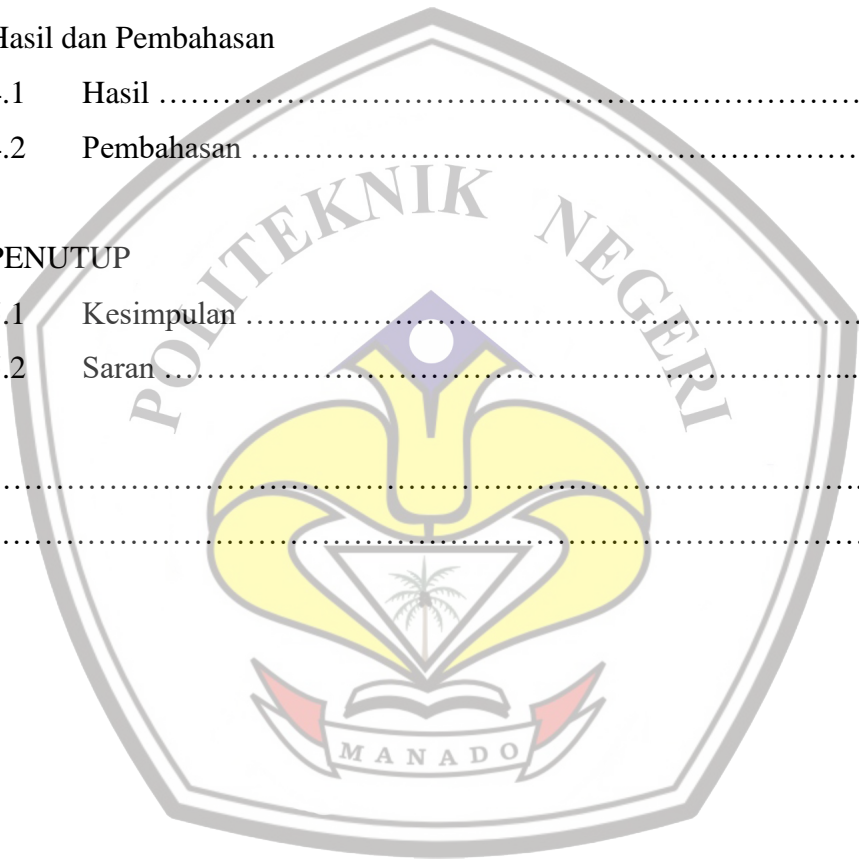 Hasil dan Pembahasan
.1 Hasil ……………………………………………………………………
.2 Pembahasan ……………………………………………………………
POLITEKNIK NEGERI
PENUTUP
.1 Kesimpulan ……………………………………………………………
.2 Saran …………………………………………………………………...
……………………………………………………………………………………
……………………………………………………………………………………
MANADO